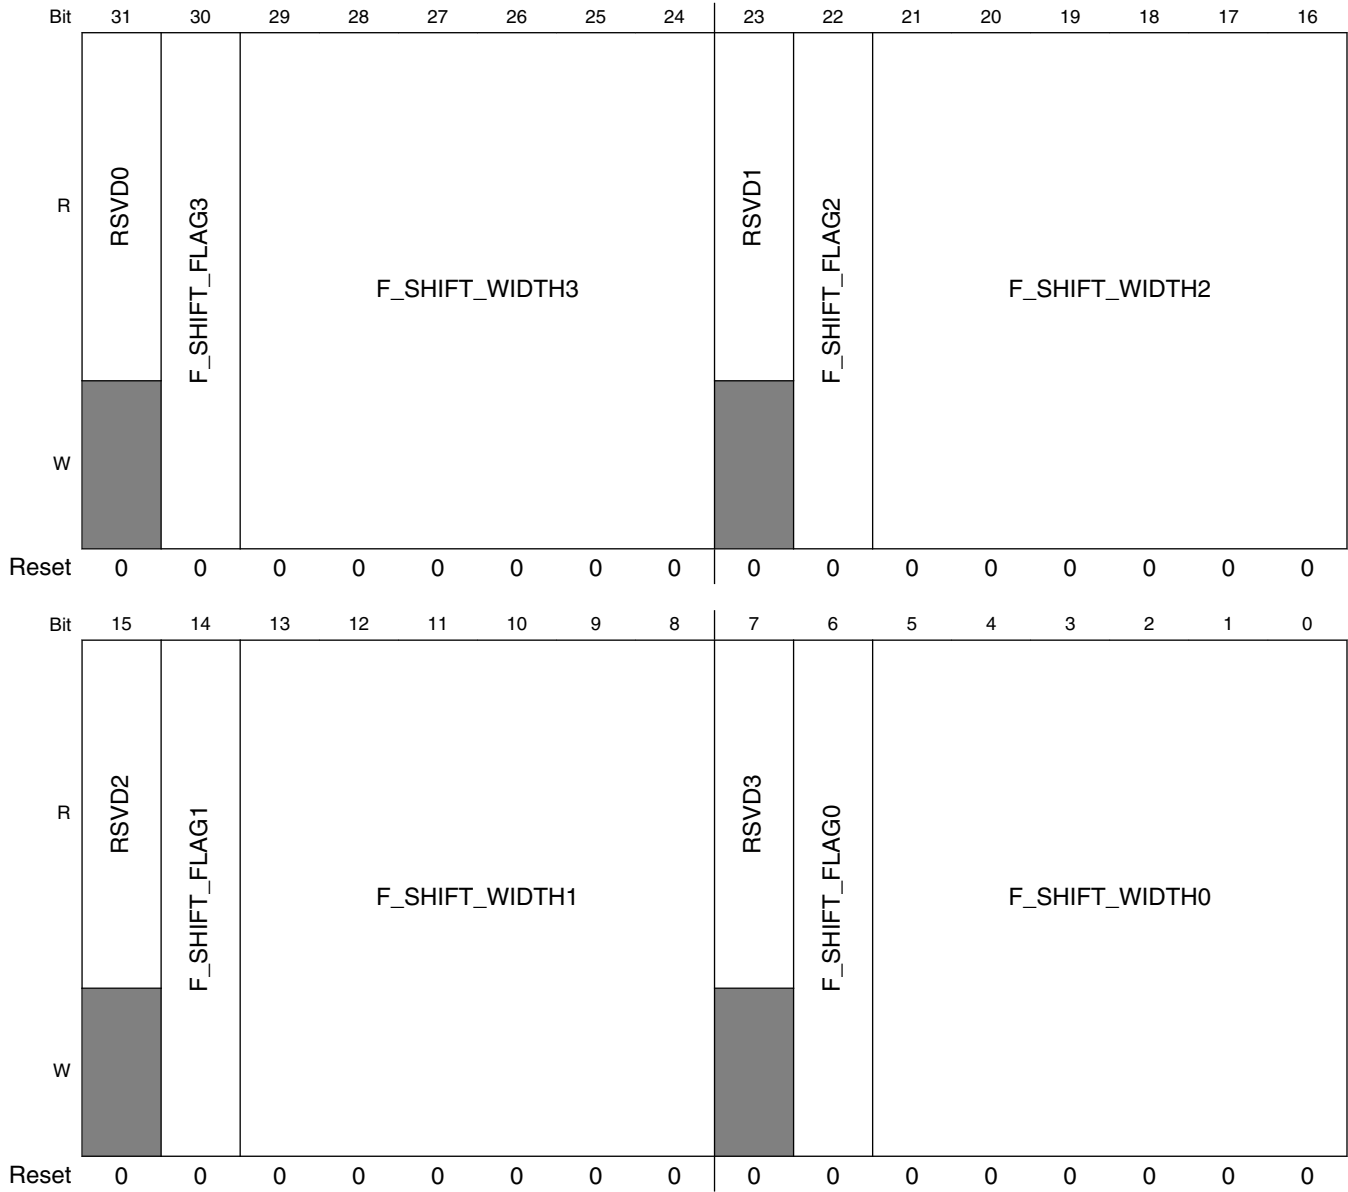 Bit 31 30 29 28 27 26 25 24 23 22 21 20 19 18 17 16
R RSVD0 F_SHIFT_FLAG3 F_SHIFT_WIDTH3 RSVD1 F_SHIFT_FLAG2 F_SHIFT_WIDTH2
W
Reset 0 0 0 0 0 0 0 0 0 0 0 0 0 0 0 0
Bit 15 14 13 12 11 10 9 8 7 6 5 4 3 2 1 0
R RSVD2 F_SHIFT_FLAG1 F_SHIFT_WIDTH1 RSVD3 F_SHIFT_FLAG0 F_SHIFT_WIDTH0
W
Reset 0 0 0 0 0 0 0 0 0 0 0 0 0 0 0 0